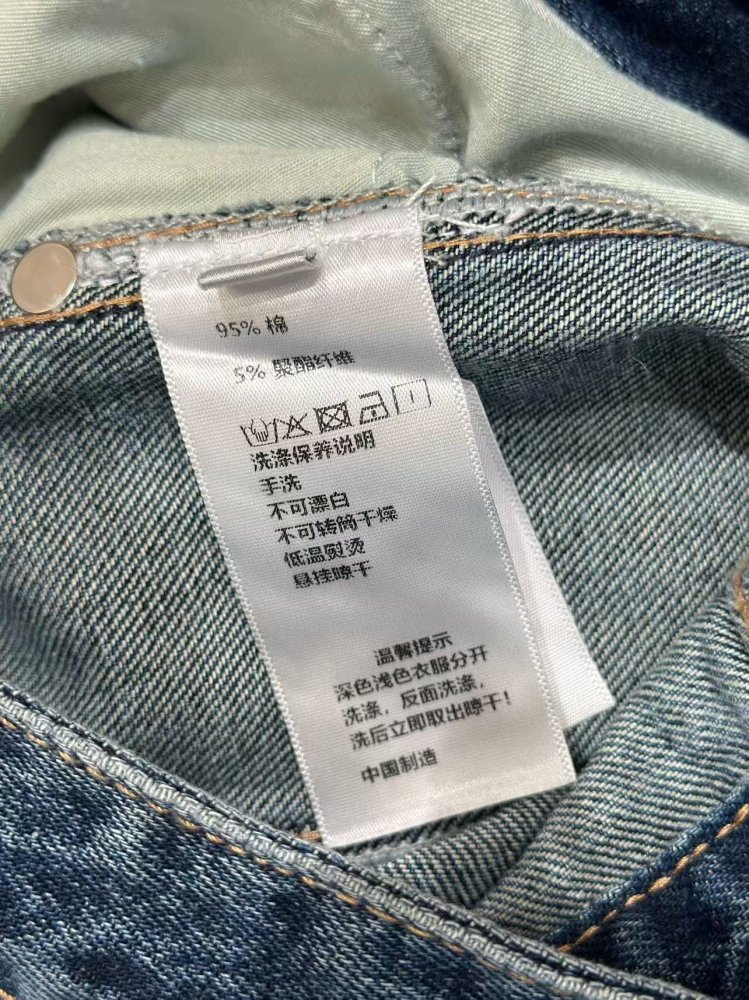 95% 棉
5% 聚酯纤维
洗涤保养说明
手洗
不可漂白
不可转筒干燥
低温熨烫
悬挂晾干
温馨提示
深色浅色衣服分开
洗涤，反面洗涤，
洗后立即取出晾干！
中国制造